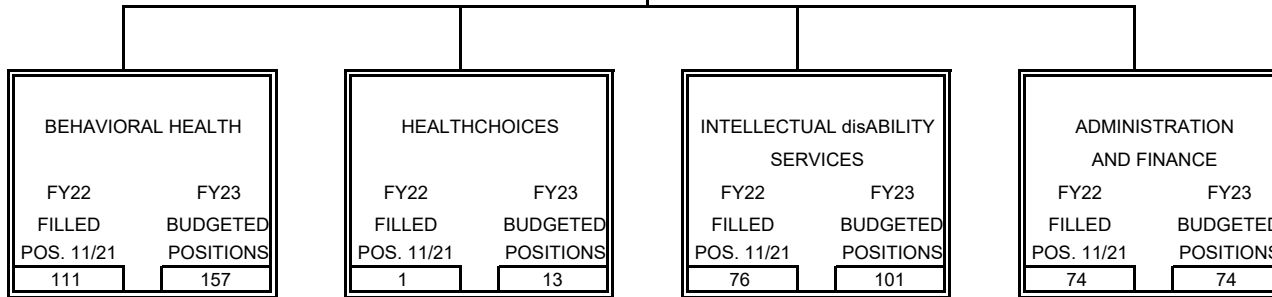 BEHAVIORAL HEALTH
FY22 FY23
FILLED BUDGETED
POS. 11/21 POSITIONS
111 157
HEALTHCHOICES
FY22 FY23
FILLED BUDGETED
POS. 11/21 POSITIONS
1 13
INTELLECTUAL disABILITY
SERVICES
FY22 FY23
FILLED BUDGETED
POS. 11/21 POSITIONS
76 101
ADMINISTRATION
AND FINANCE
FY22 FY23
FILLED BUDGETED
POS. 11/21 POSITIONS
74 74